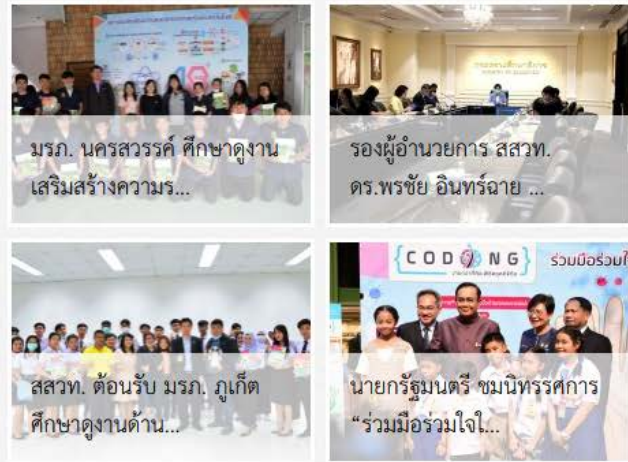 มรภ. นครสวรรค์ ศึกษาดูงาน
เสริมสร้างความร...
รองผู้อำนวยการ สสวท.
ดร.พรชัย อินทร์ฉาย ...
{CODING}
ร่วมมือร่วมใ
สสวท. ต้อนรับ มรภ. ภูเก็ต
ศึกษาดูงานด้าน...
นายกรัฐมนตรี ชมนิทรรศการ
“ร่วมมือร่วมใจใ...